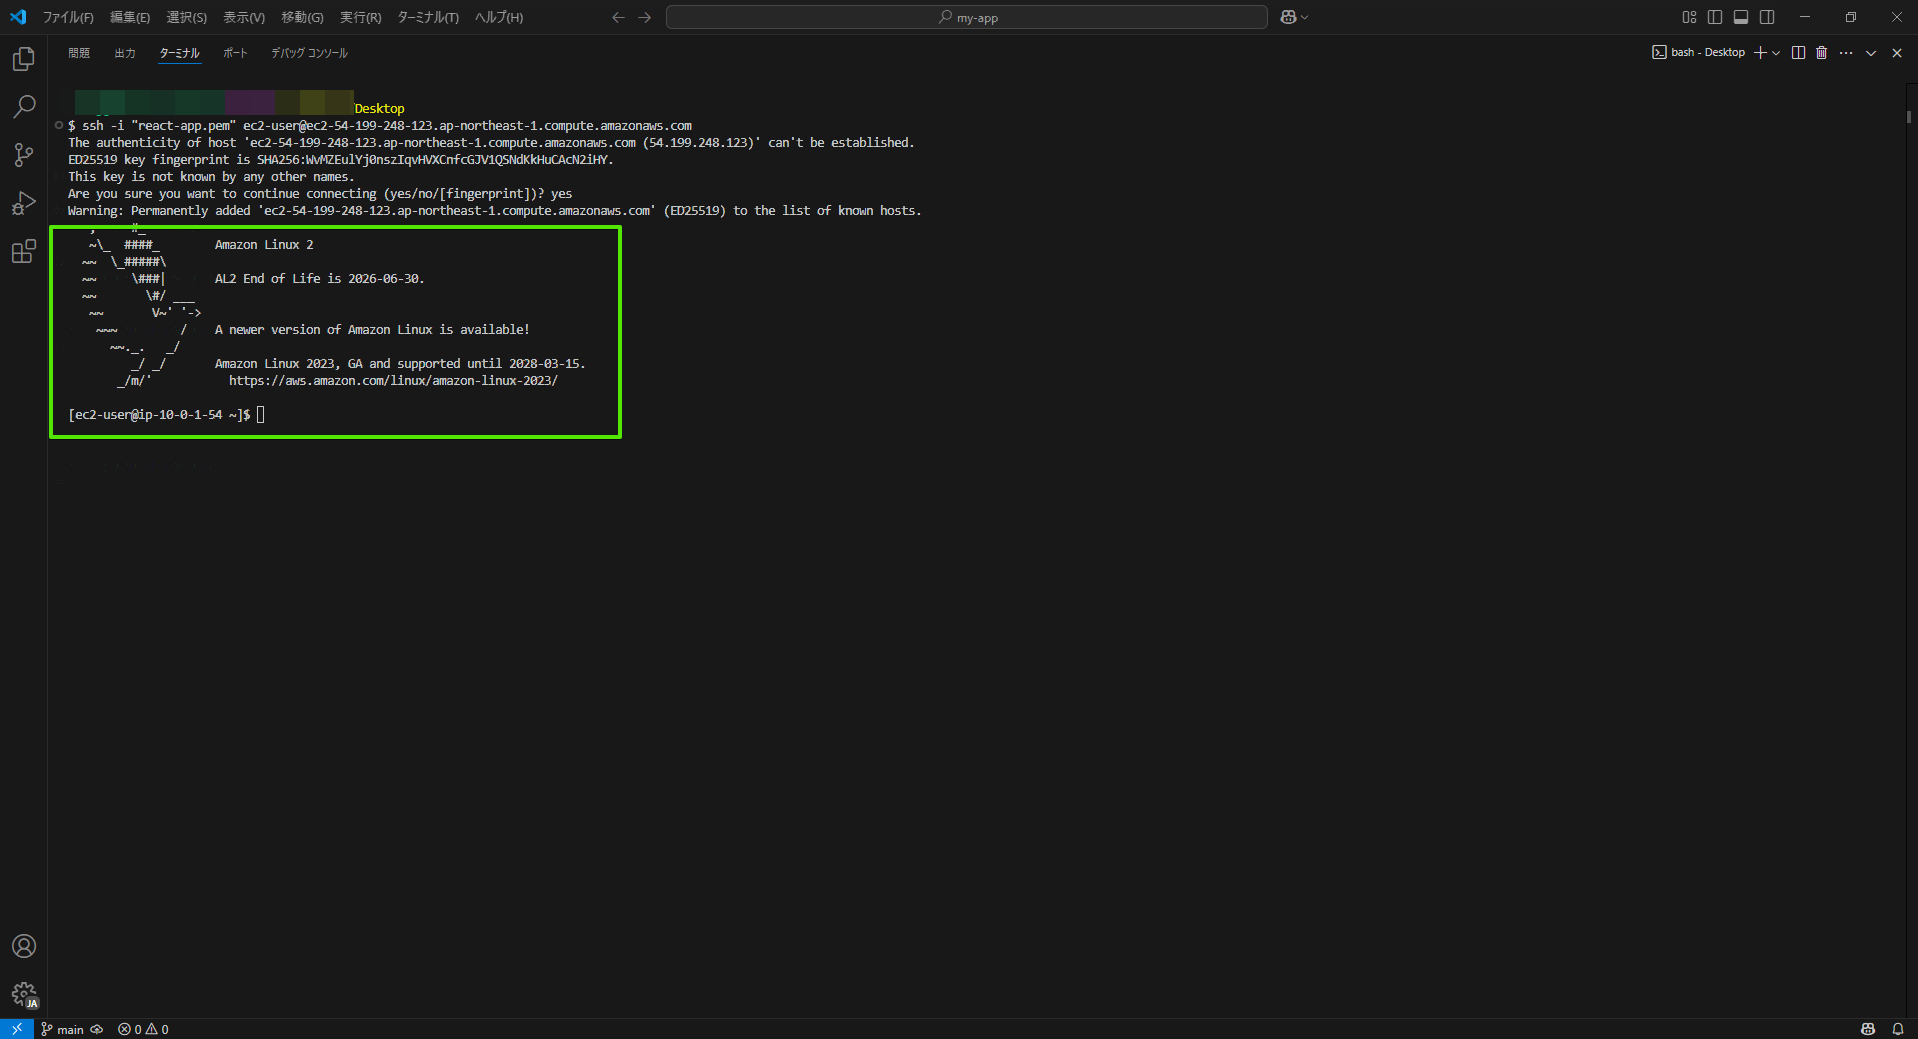 ファイル(F) 編集(E) 選択(S) 表示(V) 移動(G) 実行(R) ターミナル(T) ヘルプ(H) my-app
問題 出力 ターミナル ポート デバッグ コンソール bash - Desktop
/Desktop
$ ssh -i "react-app.pem" ec2-user@ec2-54-199-248-123.ap-northeast-1.compute.amazonaws.com
The authenticity of host 'ec2-54-199-248-123.ap-northeast-1.compute.amazonaws.com (54.199.248.123)' can't be established.
ED25519 key fingerprint is SHA256:WvMZEulYj0nszIqvHVXCnfcGJV1QSNdKkHuCAcN2iHY.
This key is not known by any other names.
Are you sure you want to continue connecting (yes/no/[fingerprint])? yes
Warning: Permanently added 'ec2-54-199-248-123.ap-northeast-1.compute.amazonaws.com' (ED25519) to the list of known hosts.
, #_
~\_ ####_ Amazon Linux 2
~~ \_#####\
~~ \###| AL2 End of Life is 2026-06-30.
~~ \#/ ___
~~ V~' '->
~~~ / A newer version of Amazon Linux is available!
~~._. _/
_/ _/ Amazon Linux 2023, GA and supported until 2028-03-15.
_/m/' https://aws.amazon.com/linux/amazon-linux-2023/
[ec2-user@ip-10-0-1-54 ~]$
JA
main 0 0